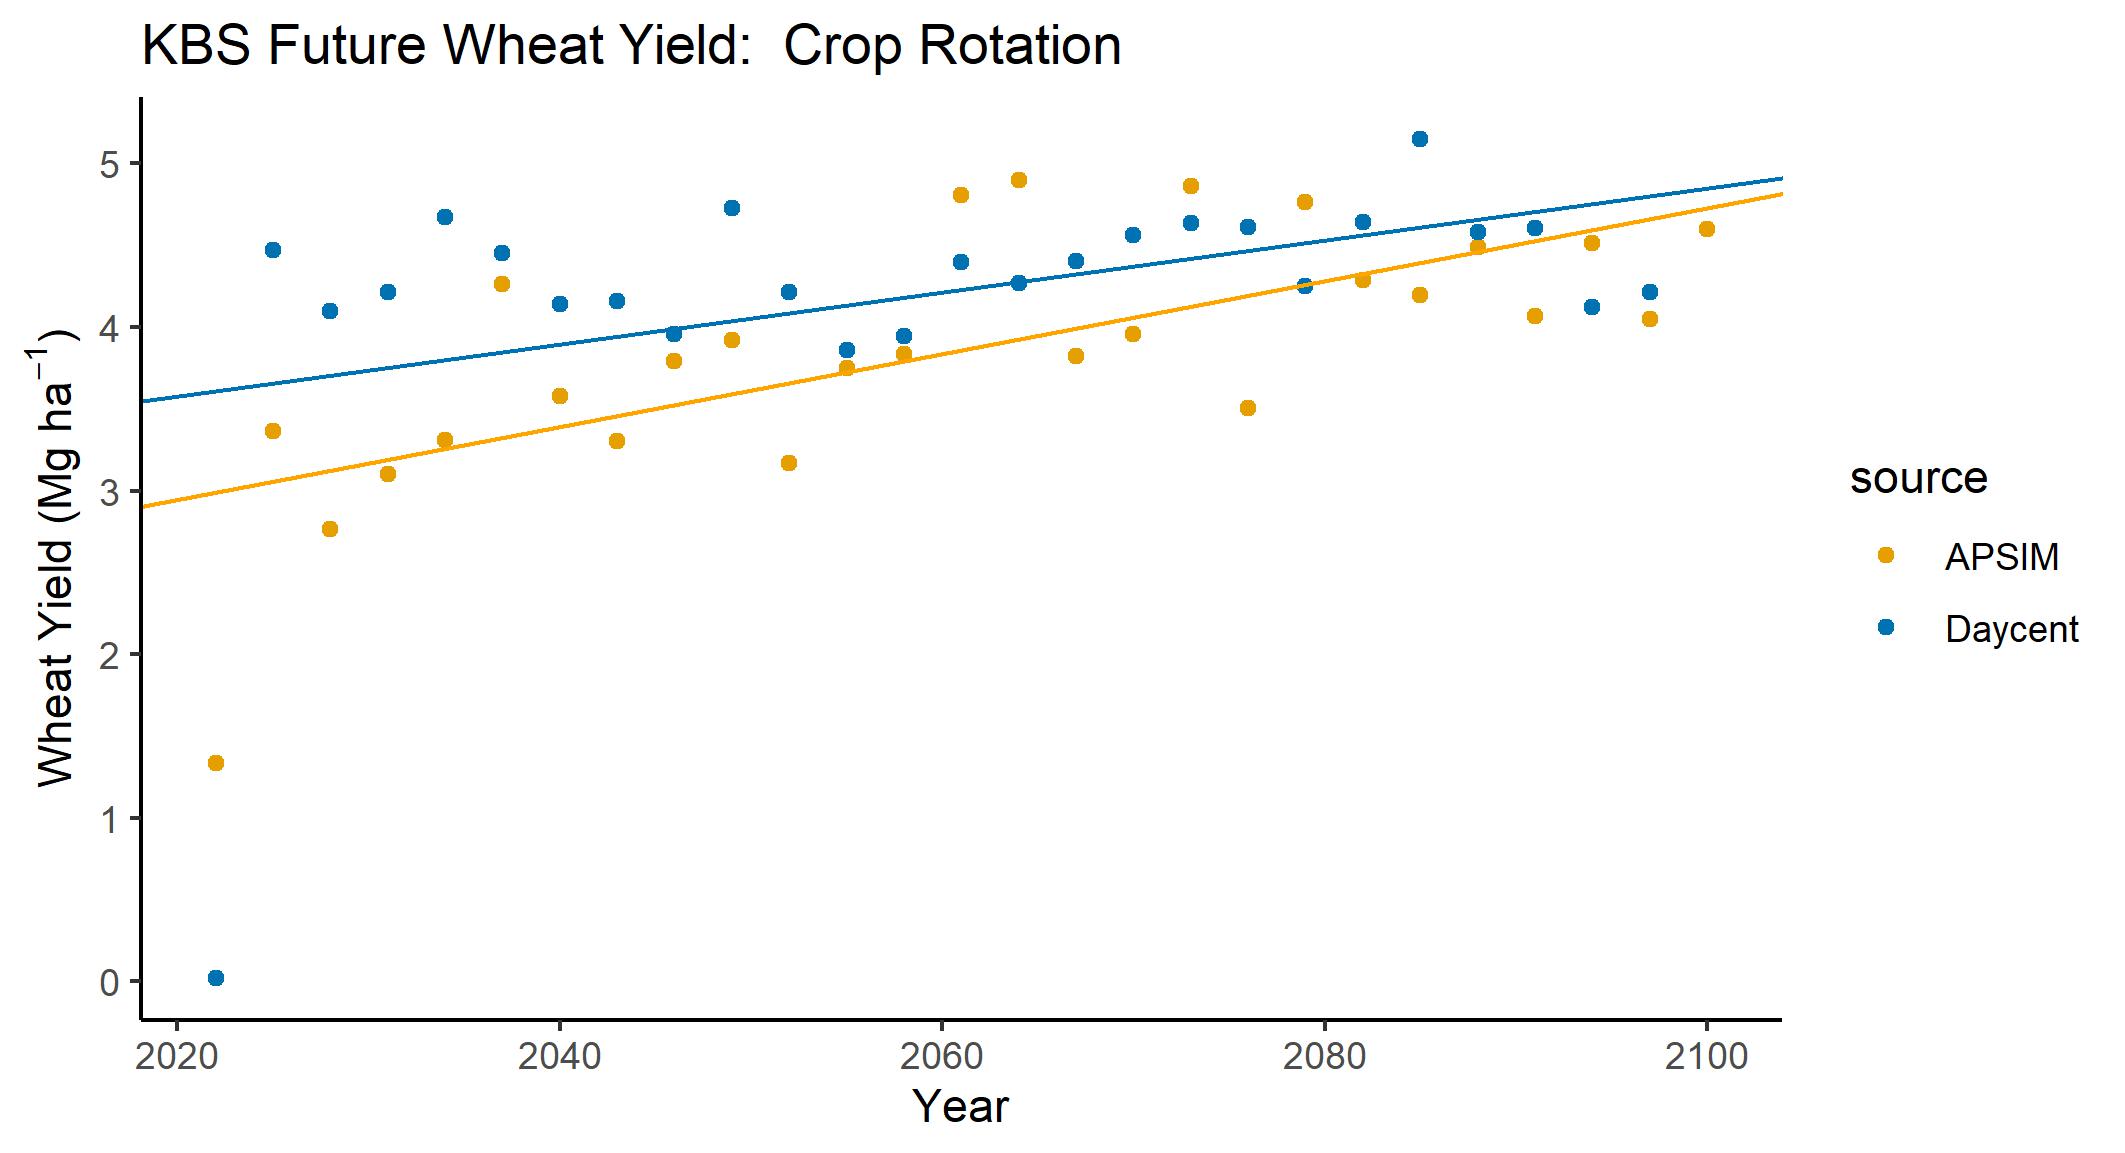 KBS Future Wheat Yield:  Crop Rotation
Wheat Yield (Mg ha⁻¹)
5
4
3
2
1
0
2020 2040 2060 2080 2100
Year
source
APSIM
Daycent